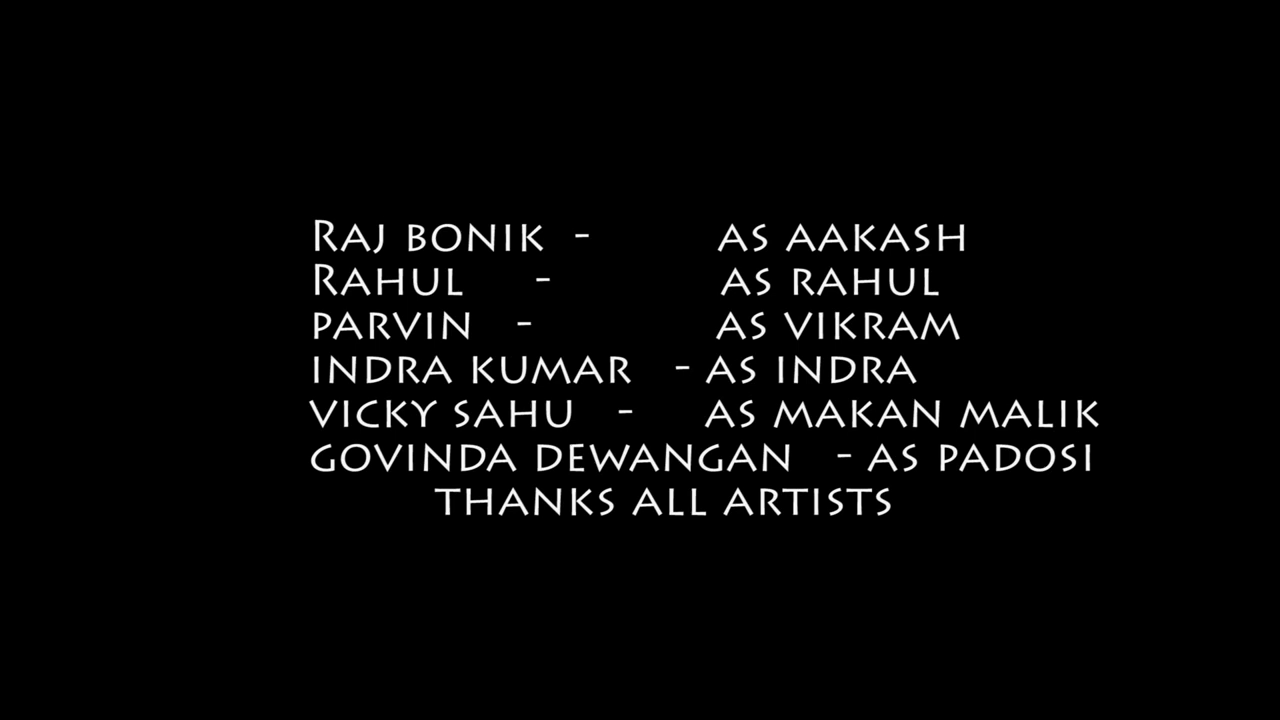 Raj bonik - as aakash
Rahul - as rahul
parvin - as vikram
indra kumar - as indra
vicky sahu - as makan malik
govinda dewangan - as padosi
thanks all artists